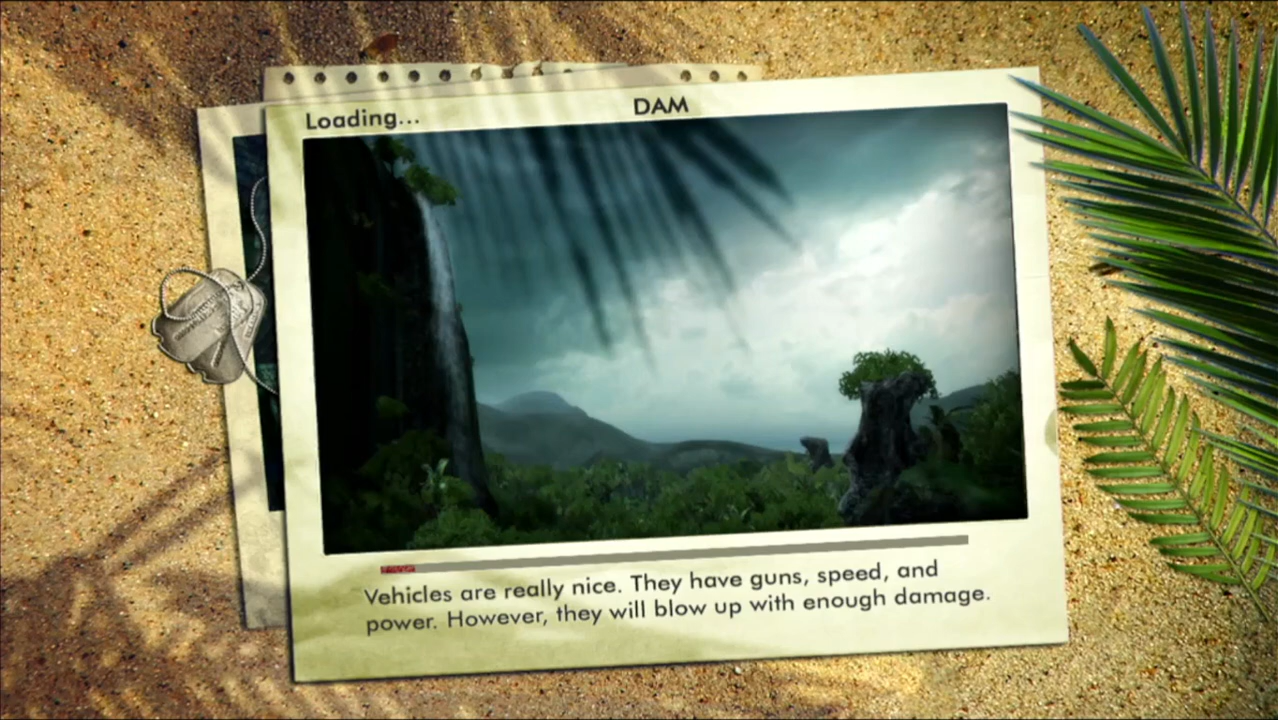 Loading...
DAM
Vehicles are really nice. They have guns, speed, and
power. However, they will blow up with enough damage.